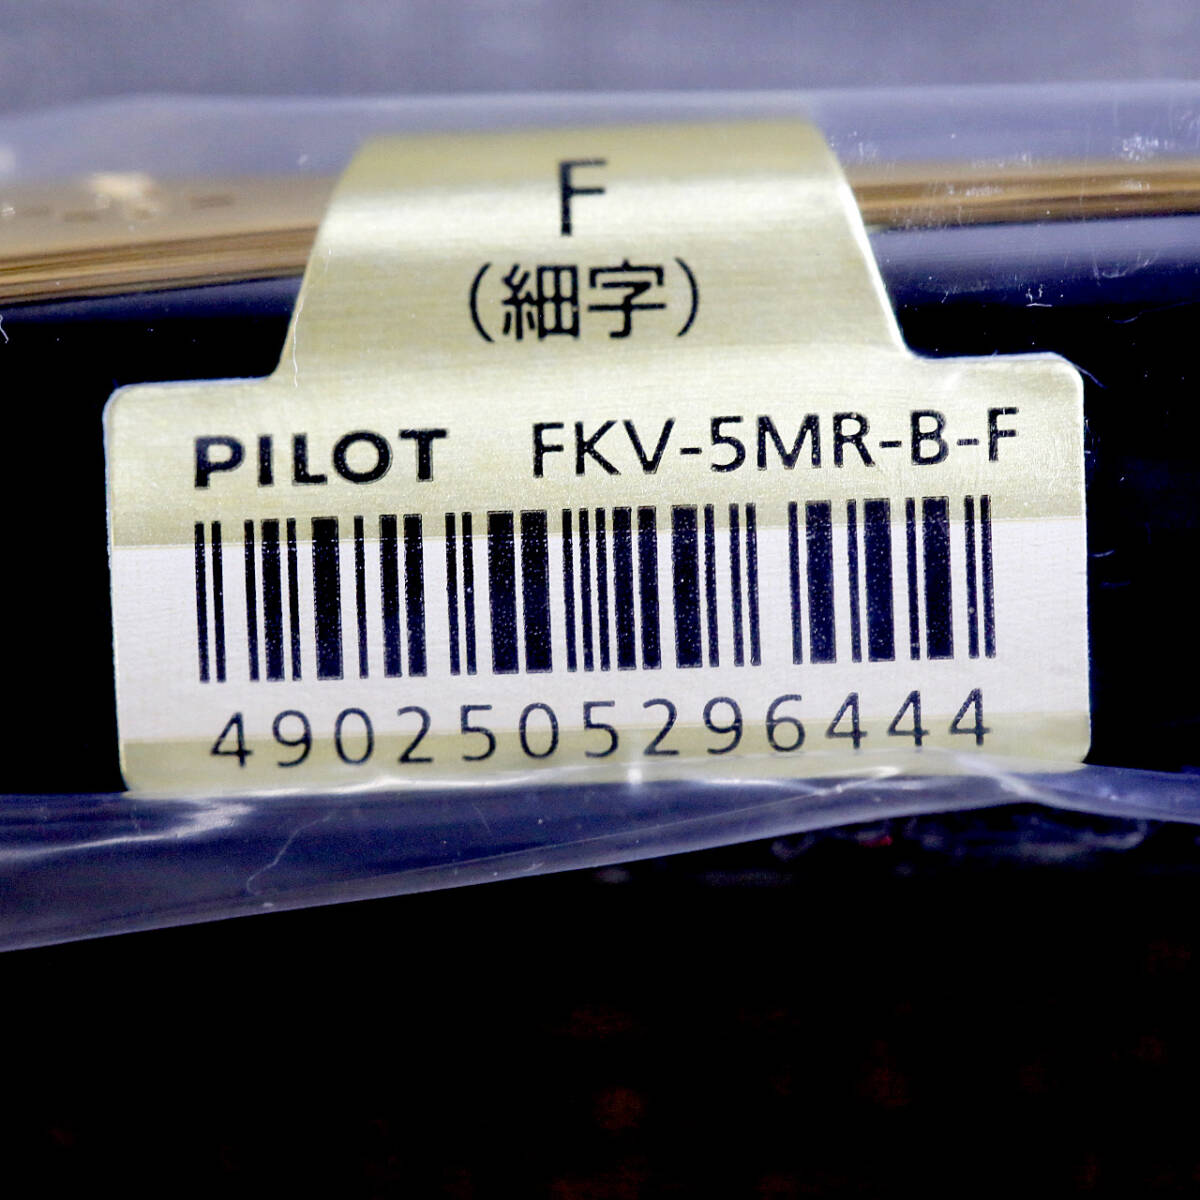 F
(細字)
PILOT FKV-5MR-B-F
4902505296444